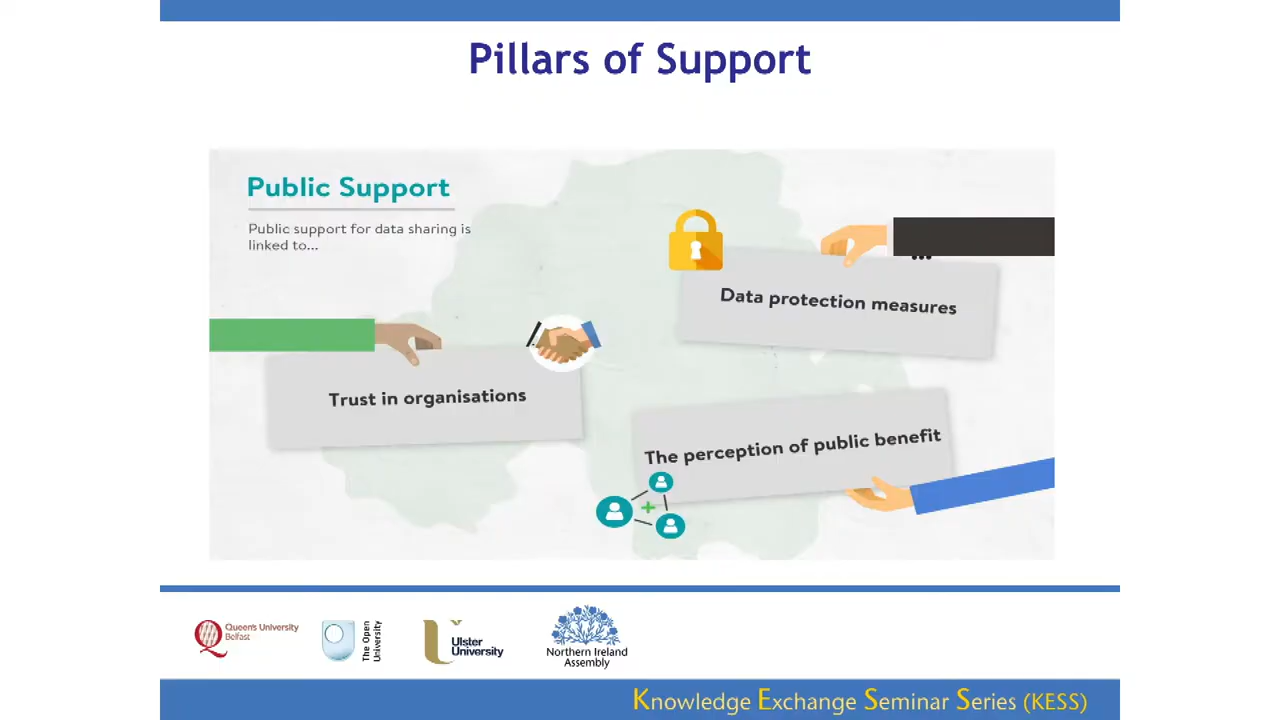 Pillars of Support
Public Support
Public support for data sharing is
linked to...
Data protection measures
Trust in organisations
The perception of public benefit
Queen's University
Belfast
The Open
University
Ulster
University
Northern Ireland
Assembly
Knowledge Exchange Seminar Series (KESS)